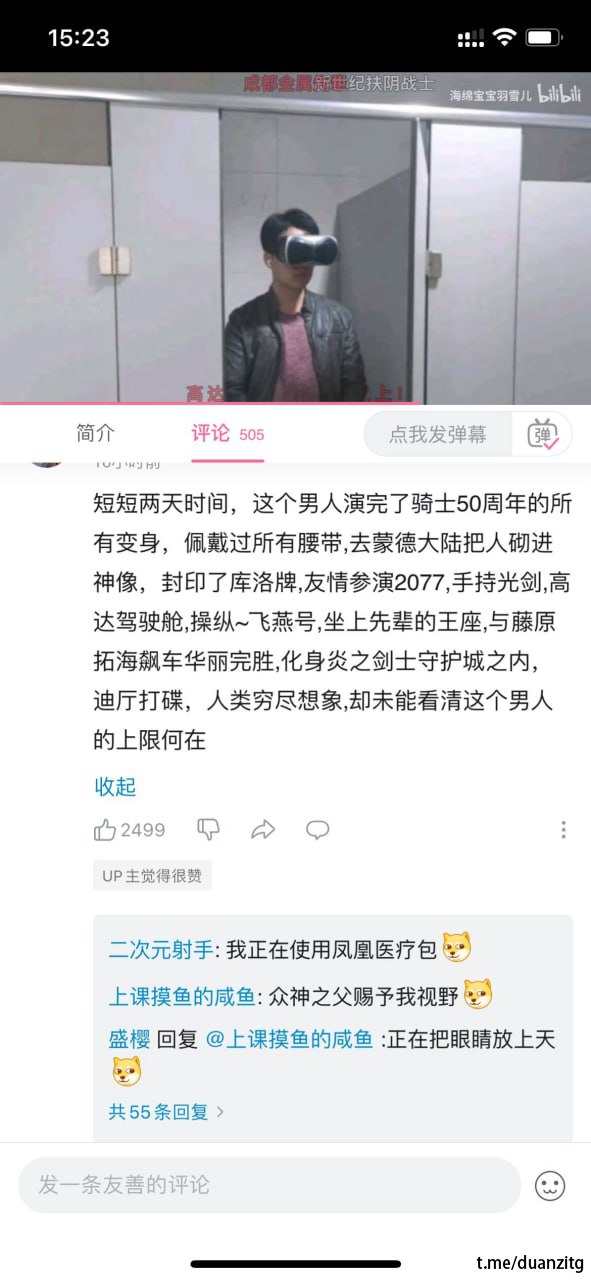 15:23
成都金属新世纪扶阴战士
海绵宝宝羽雪儿 bilibili
高达
上！
简介
评论 505
点我发弹幕
弹
10小时前
短短两天时间，这个男人演完了骑士50周年的所
有变身，佩戴过所有腰带,去蒙德大陆把人砌进
神像，封印了库洛牌,友情参演2077,手持光剑,高
达驾驶舱,操纵~飞燕号,坐上先辈的王座,与藤原
拓海飙车华丽完胜,化身炎之剑士守护城之内，
迪厅打碟，人类穷尽想象,却未能看清这个男人
的上限何在
收起
2499
UP主觉得很赞
二次元射手: 我正在使用凤凰医疗包
上课摸鱼的咸鱼: 众神之父赐予我视野
盛樱 回复 @上课摸鱼的咸鱼 :正在把眼睛放上天
共55条回复 >
发一条友善的评论
t.me/duanzitg